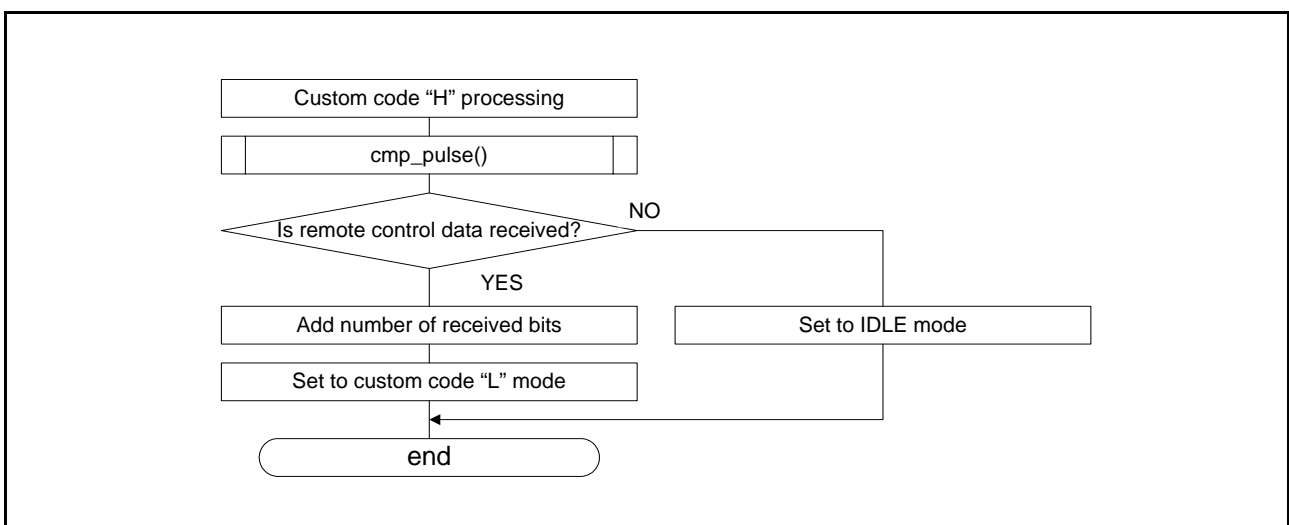 Custom code “H” processing
cmp_pulse()
Is remote control data received?
NO
YES
Add number of received bits
Set to IDLE mode
Set to custom code “L” mode
end